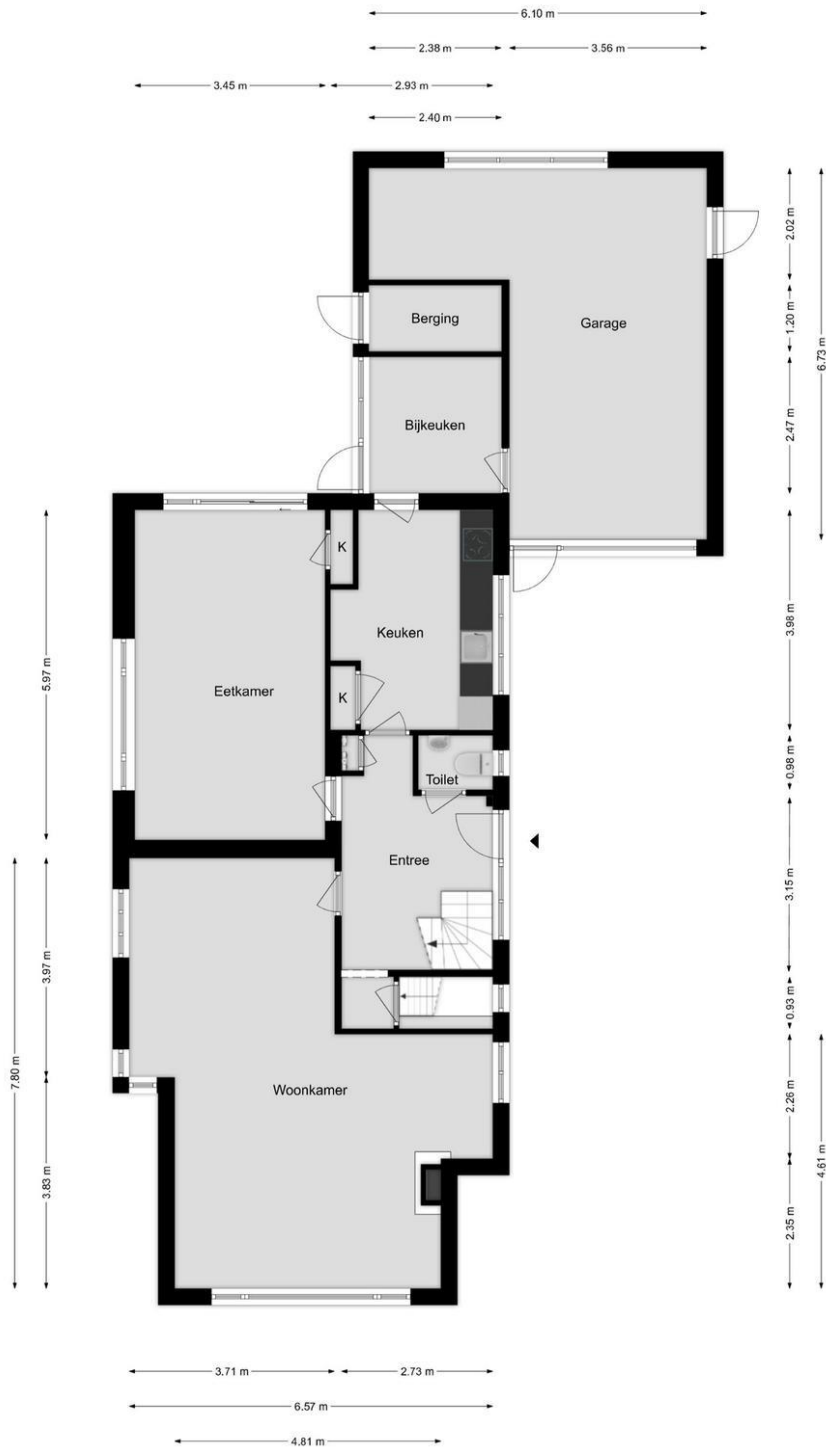 6.10 m
2.38 m
3.56 m
3.45 m
2.93 m
2.40 m
2.02 m
Berging
Garage
1.20 m
6.73 m
Bijkeuken
2.47 m
K
Keuken
3.98 m
5.97 m
Eetkamer
K
Toilet
0.98 m
Entree
3.15 m
3.97 m
0.93 m
7.80 m
Woonkamer
2.26 m
4.61 m
3.83 m
2.35 m
3.71 m
2.73 m
6.57 m
4.81 m